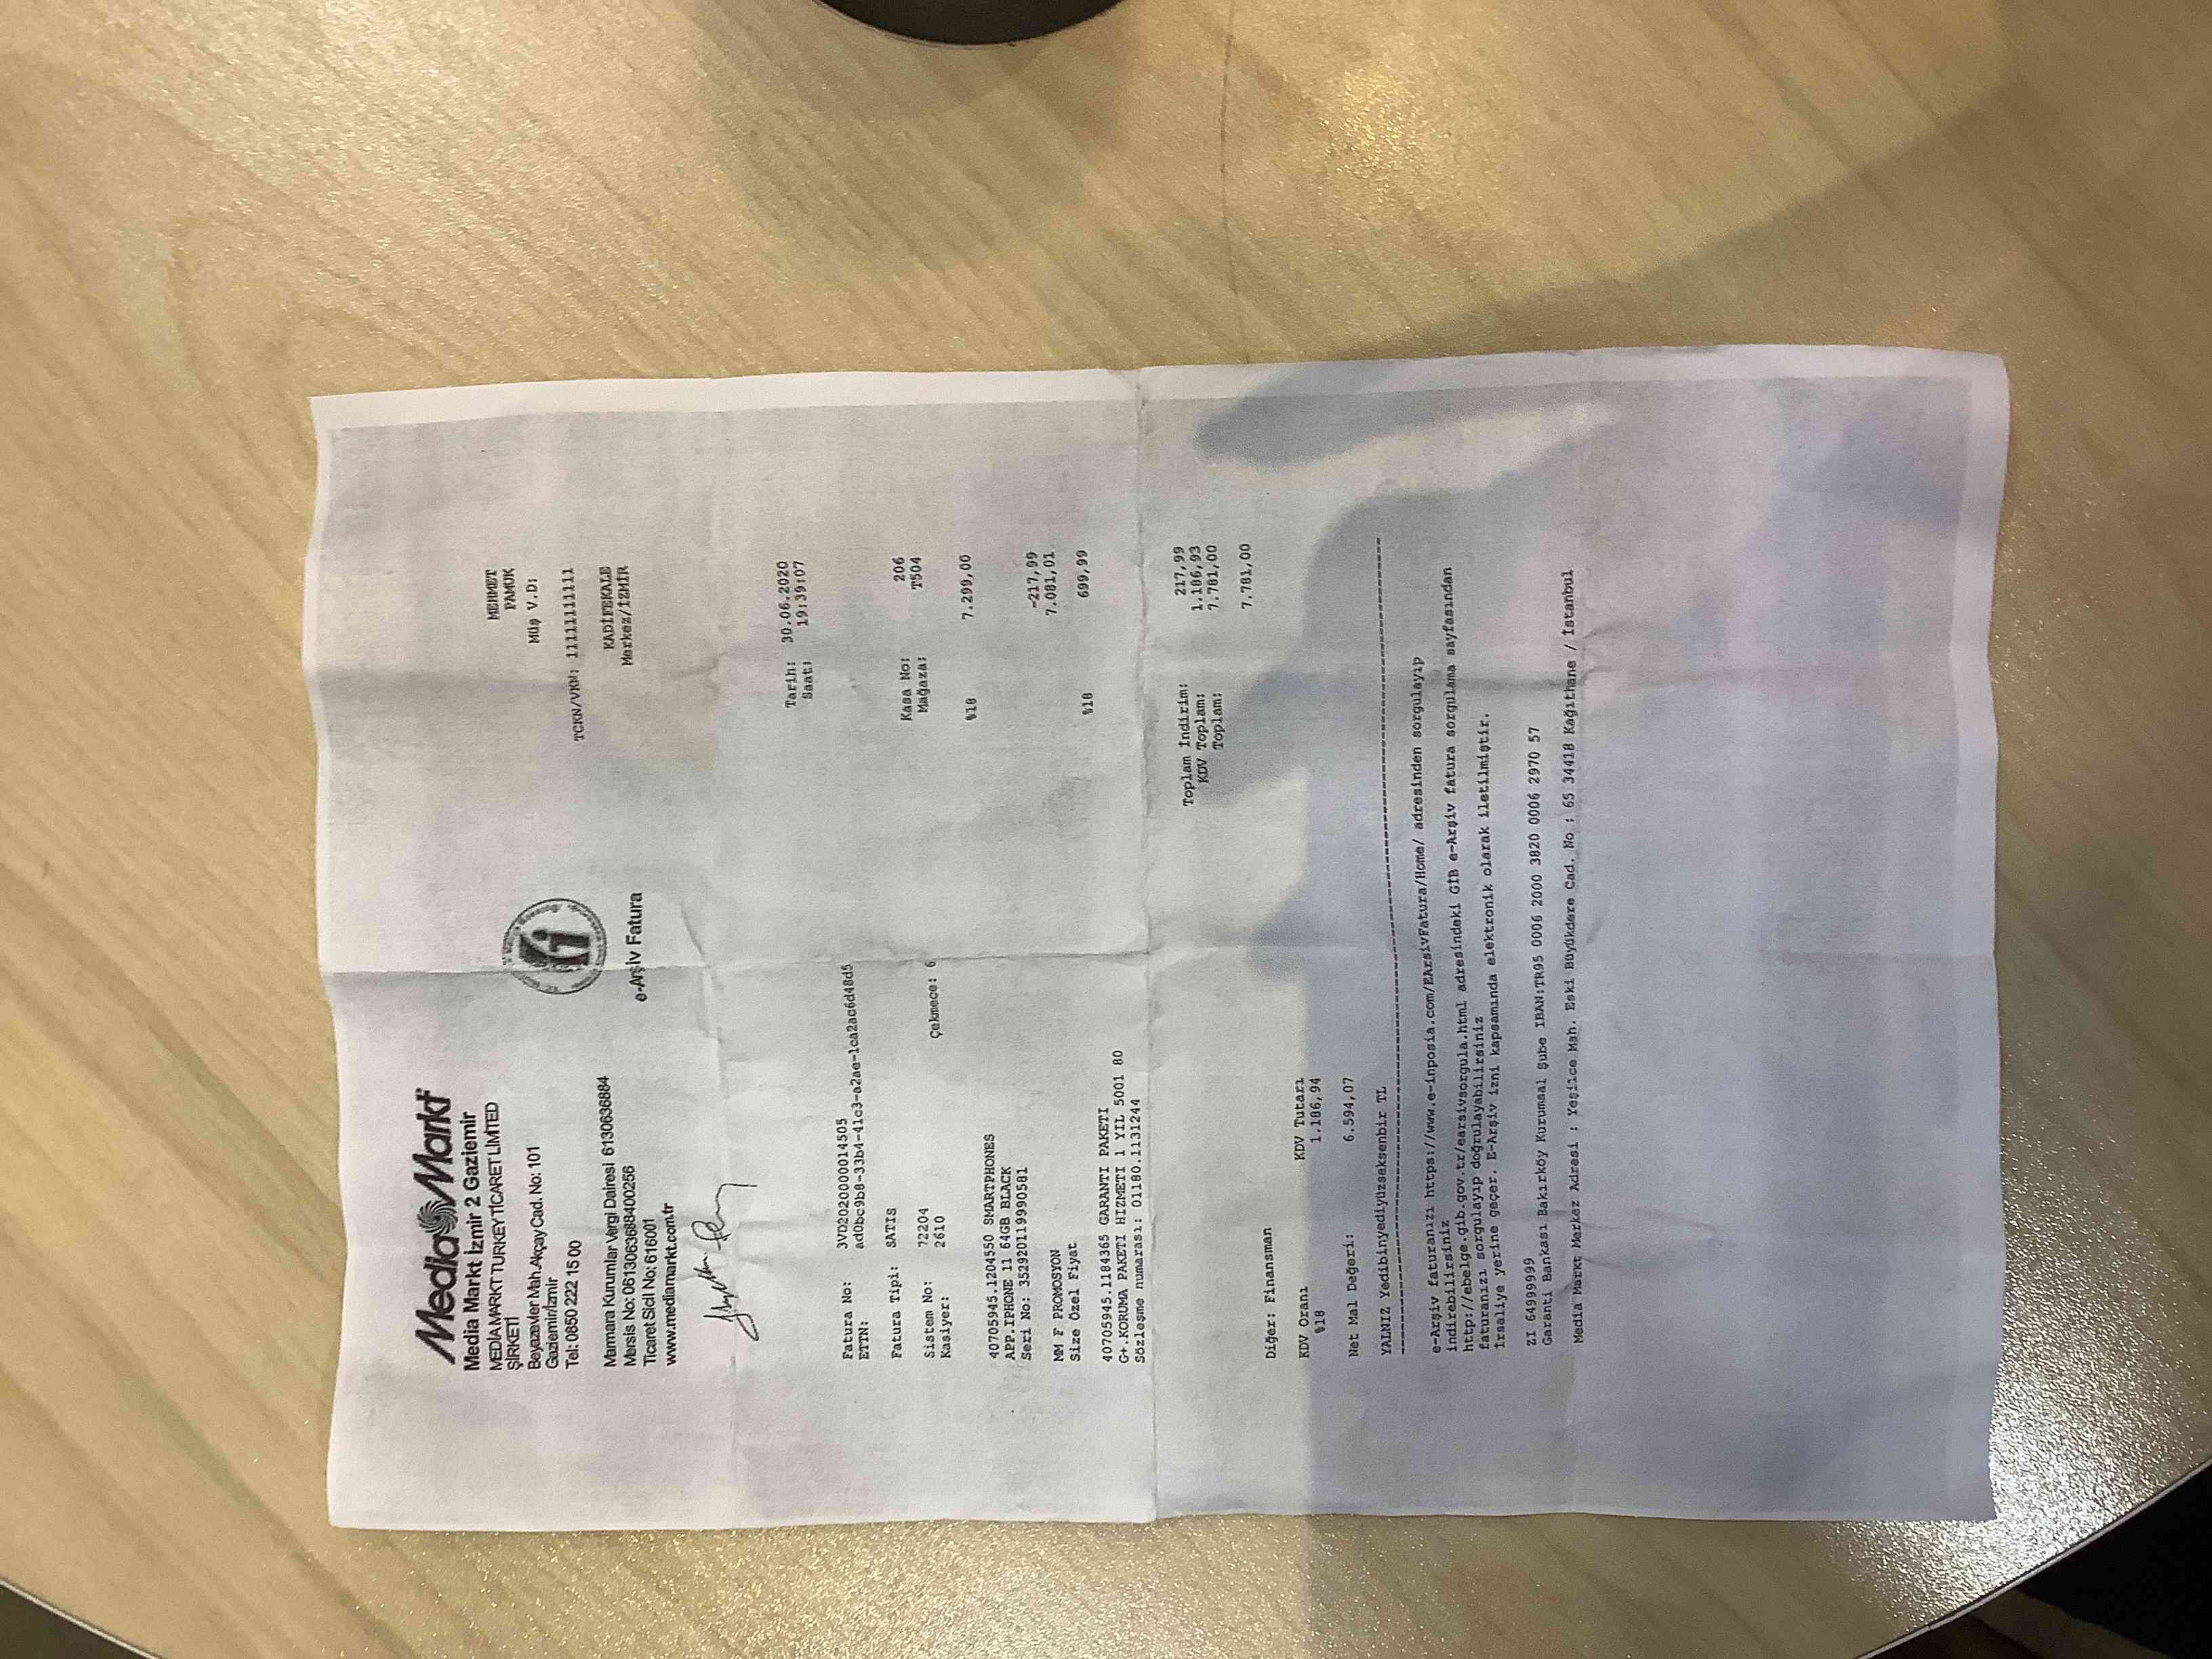 MediaMarkt
Media Markt İzmir 2 Gaziemir
MEDIA MARKT TURKEY TİCARET LİMİTED
ŞİRKETİ
Beyazevler Mah.Akçay Cad. No: 101
Gaziemir/İzmir
Tel: 0850 222 15 00
Marmara Kurumlar Vergi Dairesi 6130636884
Mersis No: 0613063688400256
Ticaret Sicil No: 616001
www.mediamarkt.com.tr
e-Arşiv Fatura
MEHMET
PAMUK
Müş V.D:
TCKN/VKN: 11111111111
KADİFEKALE
Merkez/İZMİR
Tarih: 30.06.2020
Saat: 19:39:07
Fatura No: 3VD2020000014505
ETTN: ad0bc9b8-33b4-41c3-a2ae-1ca2ac6d48d5
Fatura Tipi: SATIS
Kasa No: 206
Sistem No: 72204 Mağaza: T504
Kasiyer: 2610 Çekmece: 6
40705945.1204550 SMARTPHONES %18 7.299,00
APP.IPHONE 11 64GB BLACK
Seri No: 352920119990581
MM F PROMOSYON -217,99
Size Özel Fiyat 7.081,01
40705945.1184365 GARANTI PAKETI %18 699,99
G+.KORUMA PAKETI HIZMETI 1 YIL 5001 80
Sözleşme numarası: 01180.1131244
Toplam İndirim: 217,99
KDV Toplam: 1.186,93
Toplam: 7.781,00
Diğer: Finansman 7.781,00
KDV Oranı KDV Tutarı
%18 1.186,94
Net Mal Değeri: 6.594,07
YALNIZ Yedibinyediyüzseksenbir TL
e-Arşiv faturanızı https://www.e-inposia.com/EArsivFatura/Home/ adresinden sorgulayıp
indirebilirsiniz
http://ebelge.gib.gov.tr/earsivsorgula.html adresindeki GİB e-Arşiv fatura sorgulama sayfasından
faturanızı sorgulayıp doğrulayabilirsiniz
İrsaliye yerine geçer. E-Arşiv izni kapsamında elektronik olarak iletilmiştir.
ZI 64999999
Garanti Bankası Bakırköy Kurumsal Şube IBAN:TR95 0006 2000 3820 0006 2970 57
Media Markt Merkez Adresi : Yeşilce Mah. Eski Büyükdere Cad. No : 65 34418 Kağıthane / İstanbul